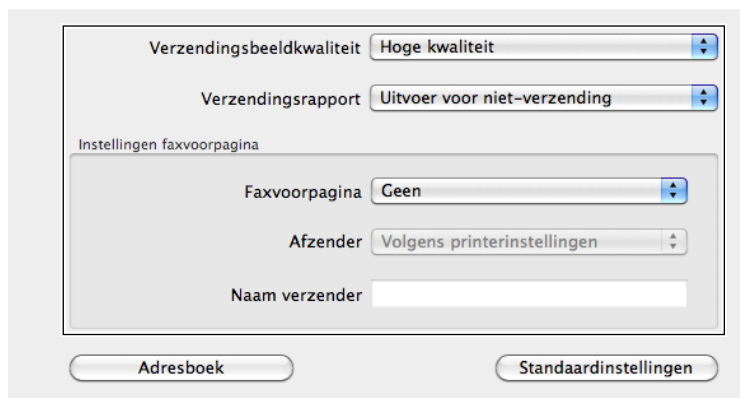 Verzendingsbeeldkwaliteit Hoge kwaliteit
Verzendingsrapport Uitvoer voor niet-verzending
Instellingen faxvoorpagina
Faxvoorpagina Geen
Afzender Volgens printerinstellingen
Naam verzender
Adresboek Standaardinstellingen